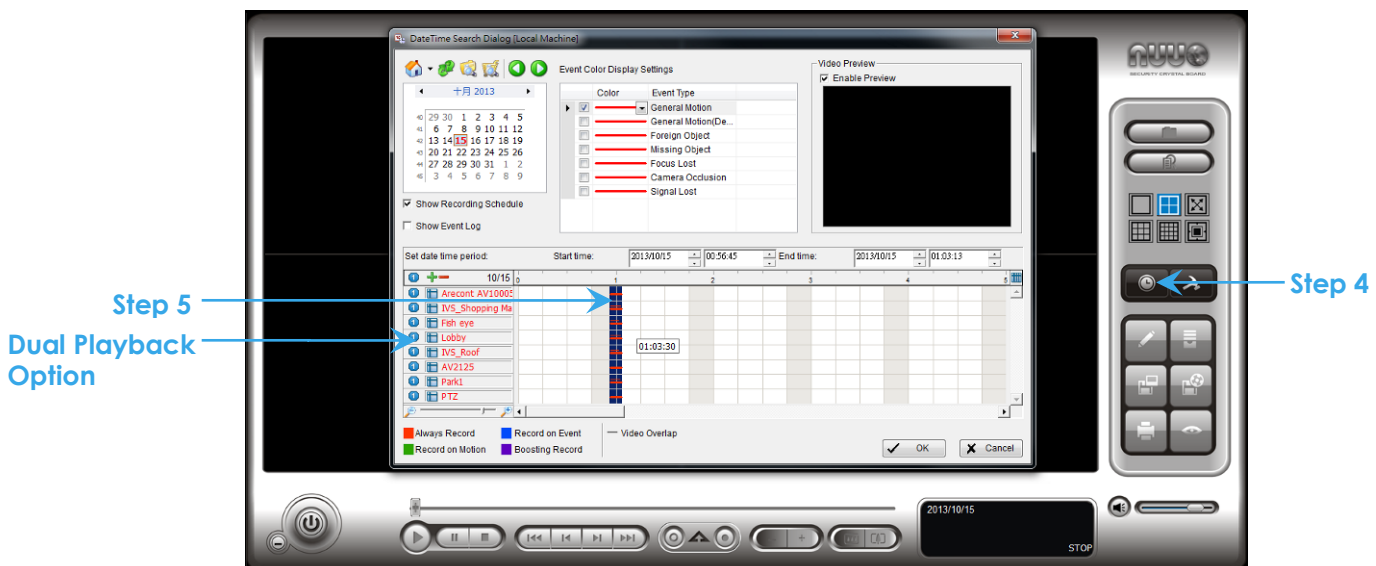 DateTime Search Dialog [Local Machine]
nuuo
SECURITY CRYSTAL BOARD
Event Color Display Settings
Video Preview
Enable Preview
十月 2013
Color Event Type
General Motion
General Motion(De...
Foreign Object
Missing Object
Focus Lost
Camera Occlusion
Signal Lost
40 29 30 1 2 3 4 5
41 6 7 8 9 10 11 12
42 13 14 15 16 17 18 19
43 20 21 22 23 24 25 26
44 27 28 29 30 31 1 2
45 3 4 5 6 7 8 9
Show Recording Schedule
Show Event Log
Set date time period: Start time: 2013/10/15 00:56:45 End time: 2013/10/15 01:03:13
10/15 0 1 2 3 4 5
Arecont AV10005
IVS_Shopping Ma
Fish eye
Lobby
IVS_Roof
AV2125
Park1
PTZ
01:03:30
Step 4
Step 5
Dual Playback
Option
Always Record Record on Event Video Overlap
Record on Motion Boosting Record
OK Cancel
2013/10/15
STOP